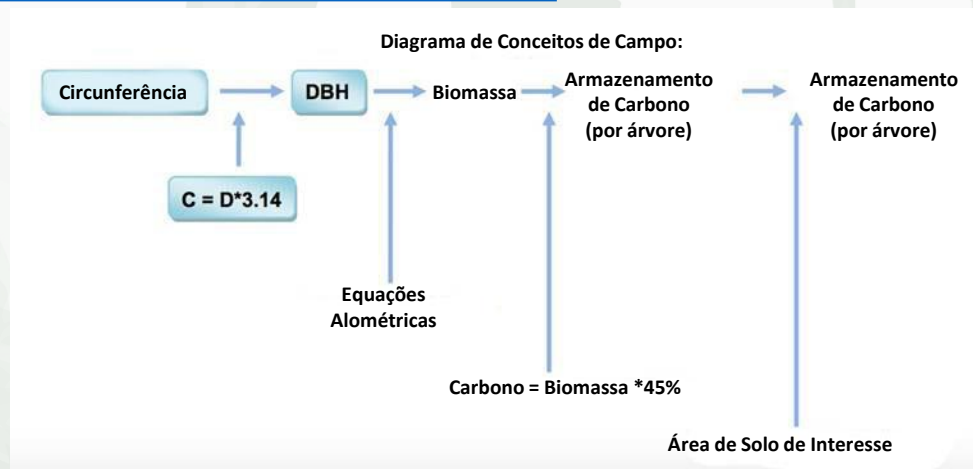 Diagrama de Conceitos de Campo:
Circunferência
DBH
Biomassa
Armazenamento
de Carbono
(por árvore)
Armazenamento
de Carbono
(por árvore)
C = D*3.14
Equações
Alométricas
Carbono = Biomassa *45%
Área de Solo de Interesse